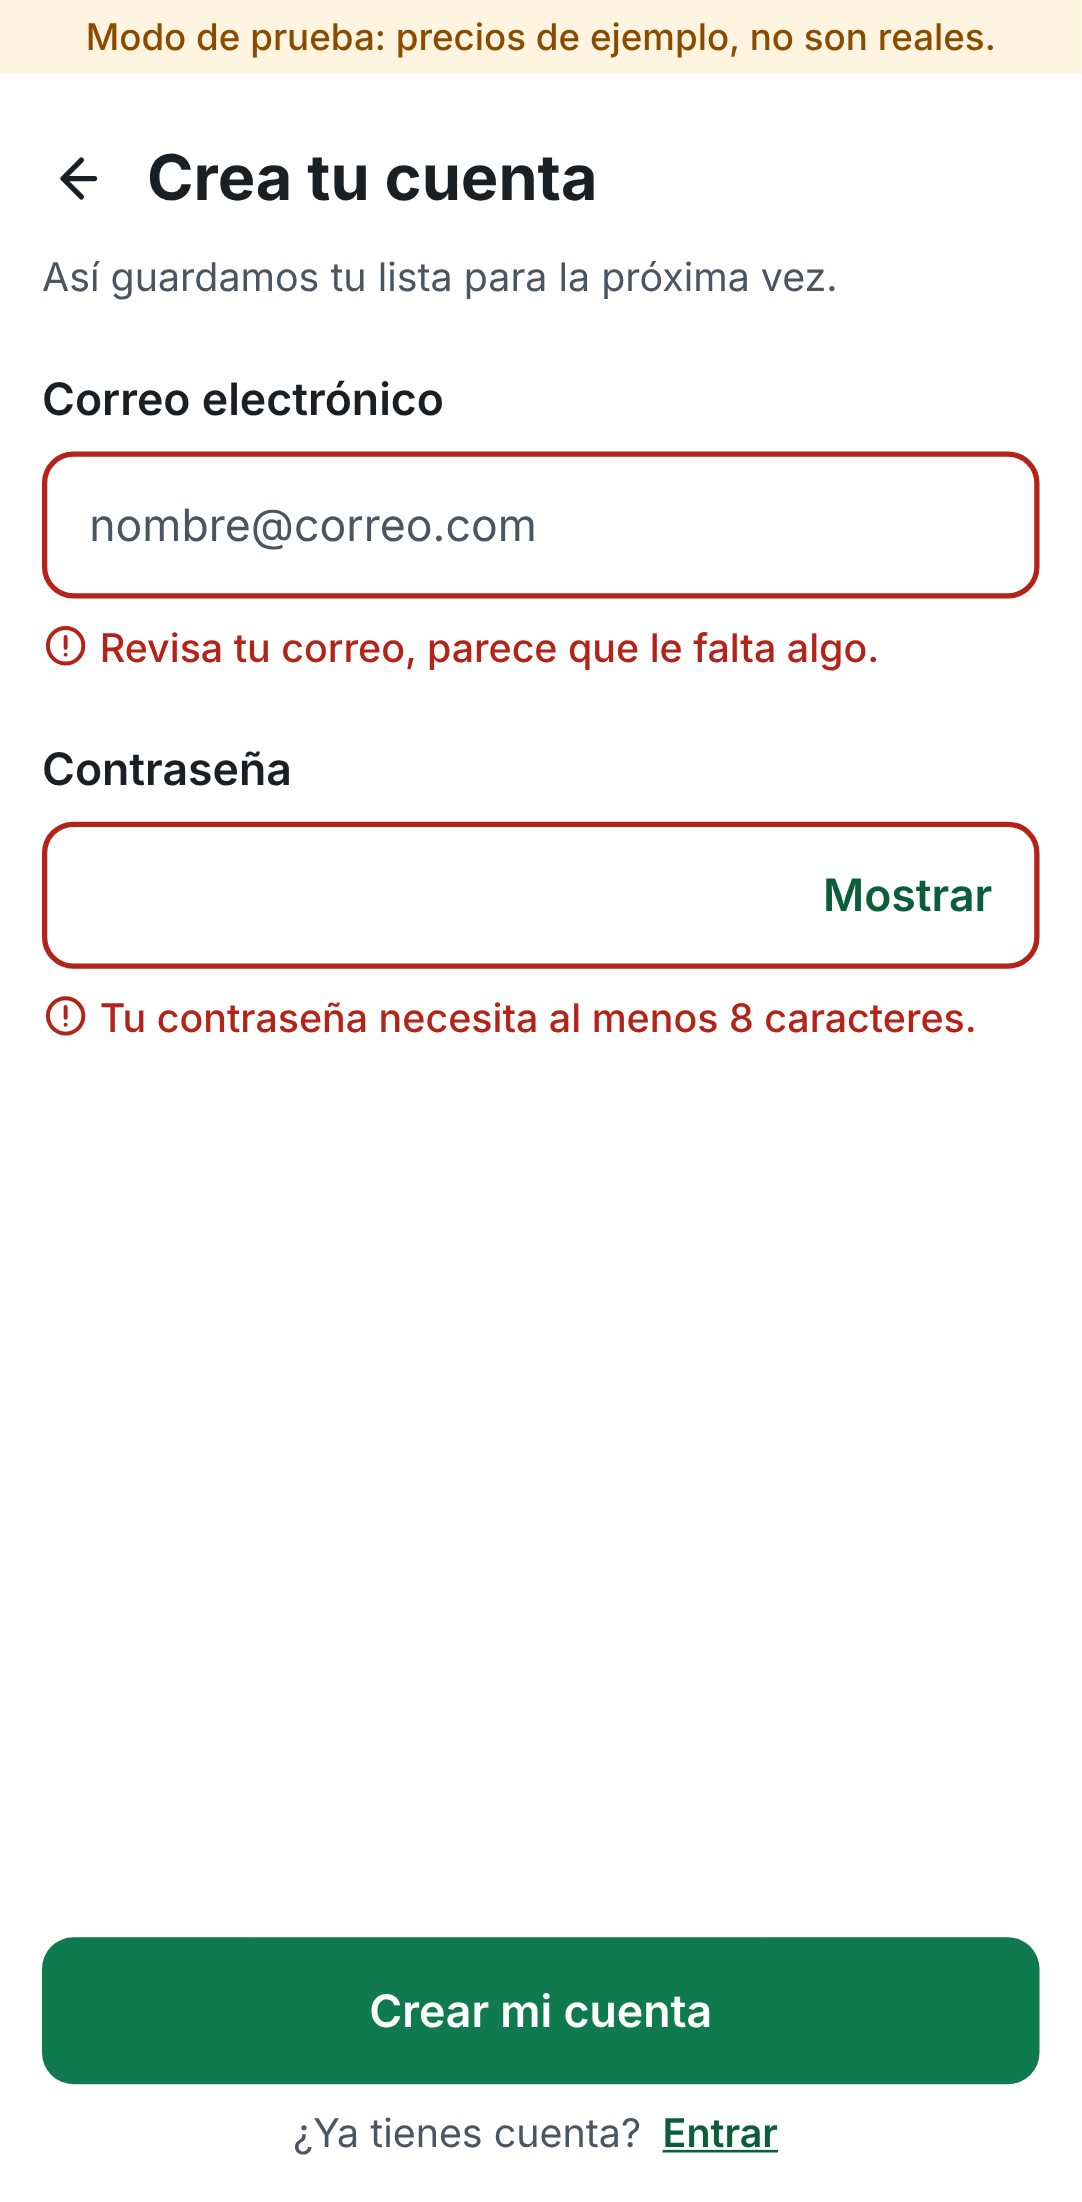 Modo de prueba: precios de ejemplo, no son reales.
Crea tu cuenta
Así guardamos tu lista para la próxima vez.
Correo electrónico
nombre@correo.com
Revisa tu correo, parece que le falta algo.
Contraseña
Mostrar
Tu contraseña necesita al menos 8 caracteres.
Crear mi cuenta
¿Ya tienes cuenta? Entrar